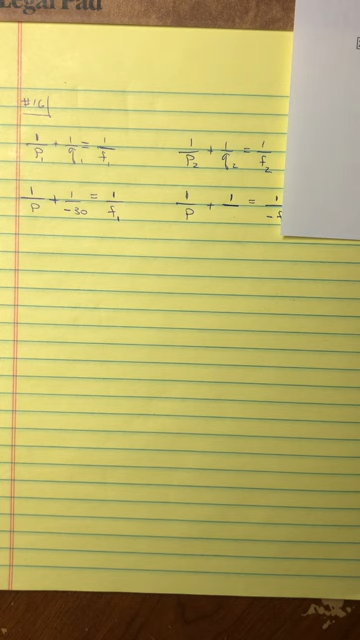 Legal Pad
#16
1/p₁ + 1/q₁ = 1/f₁
1/p₂ + 1/q₂ = 1/f₂
1/p + 1/-30 = 1/f₁
1/p + 1/ = 1/-f